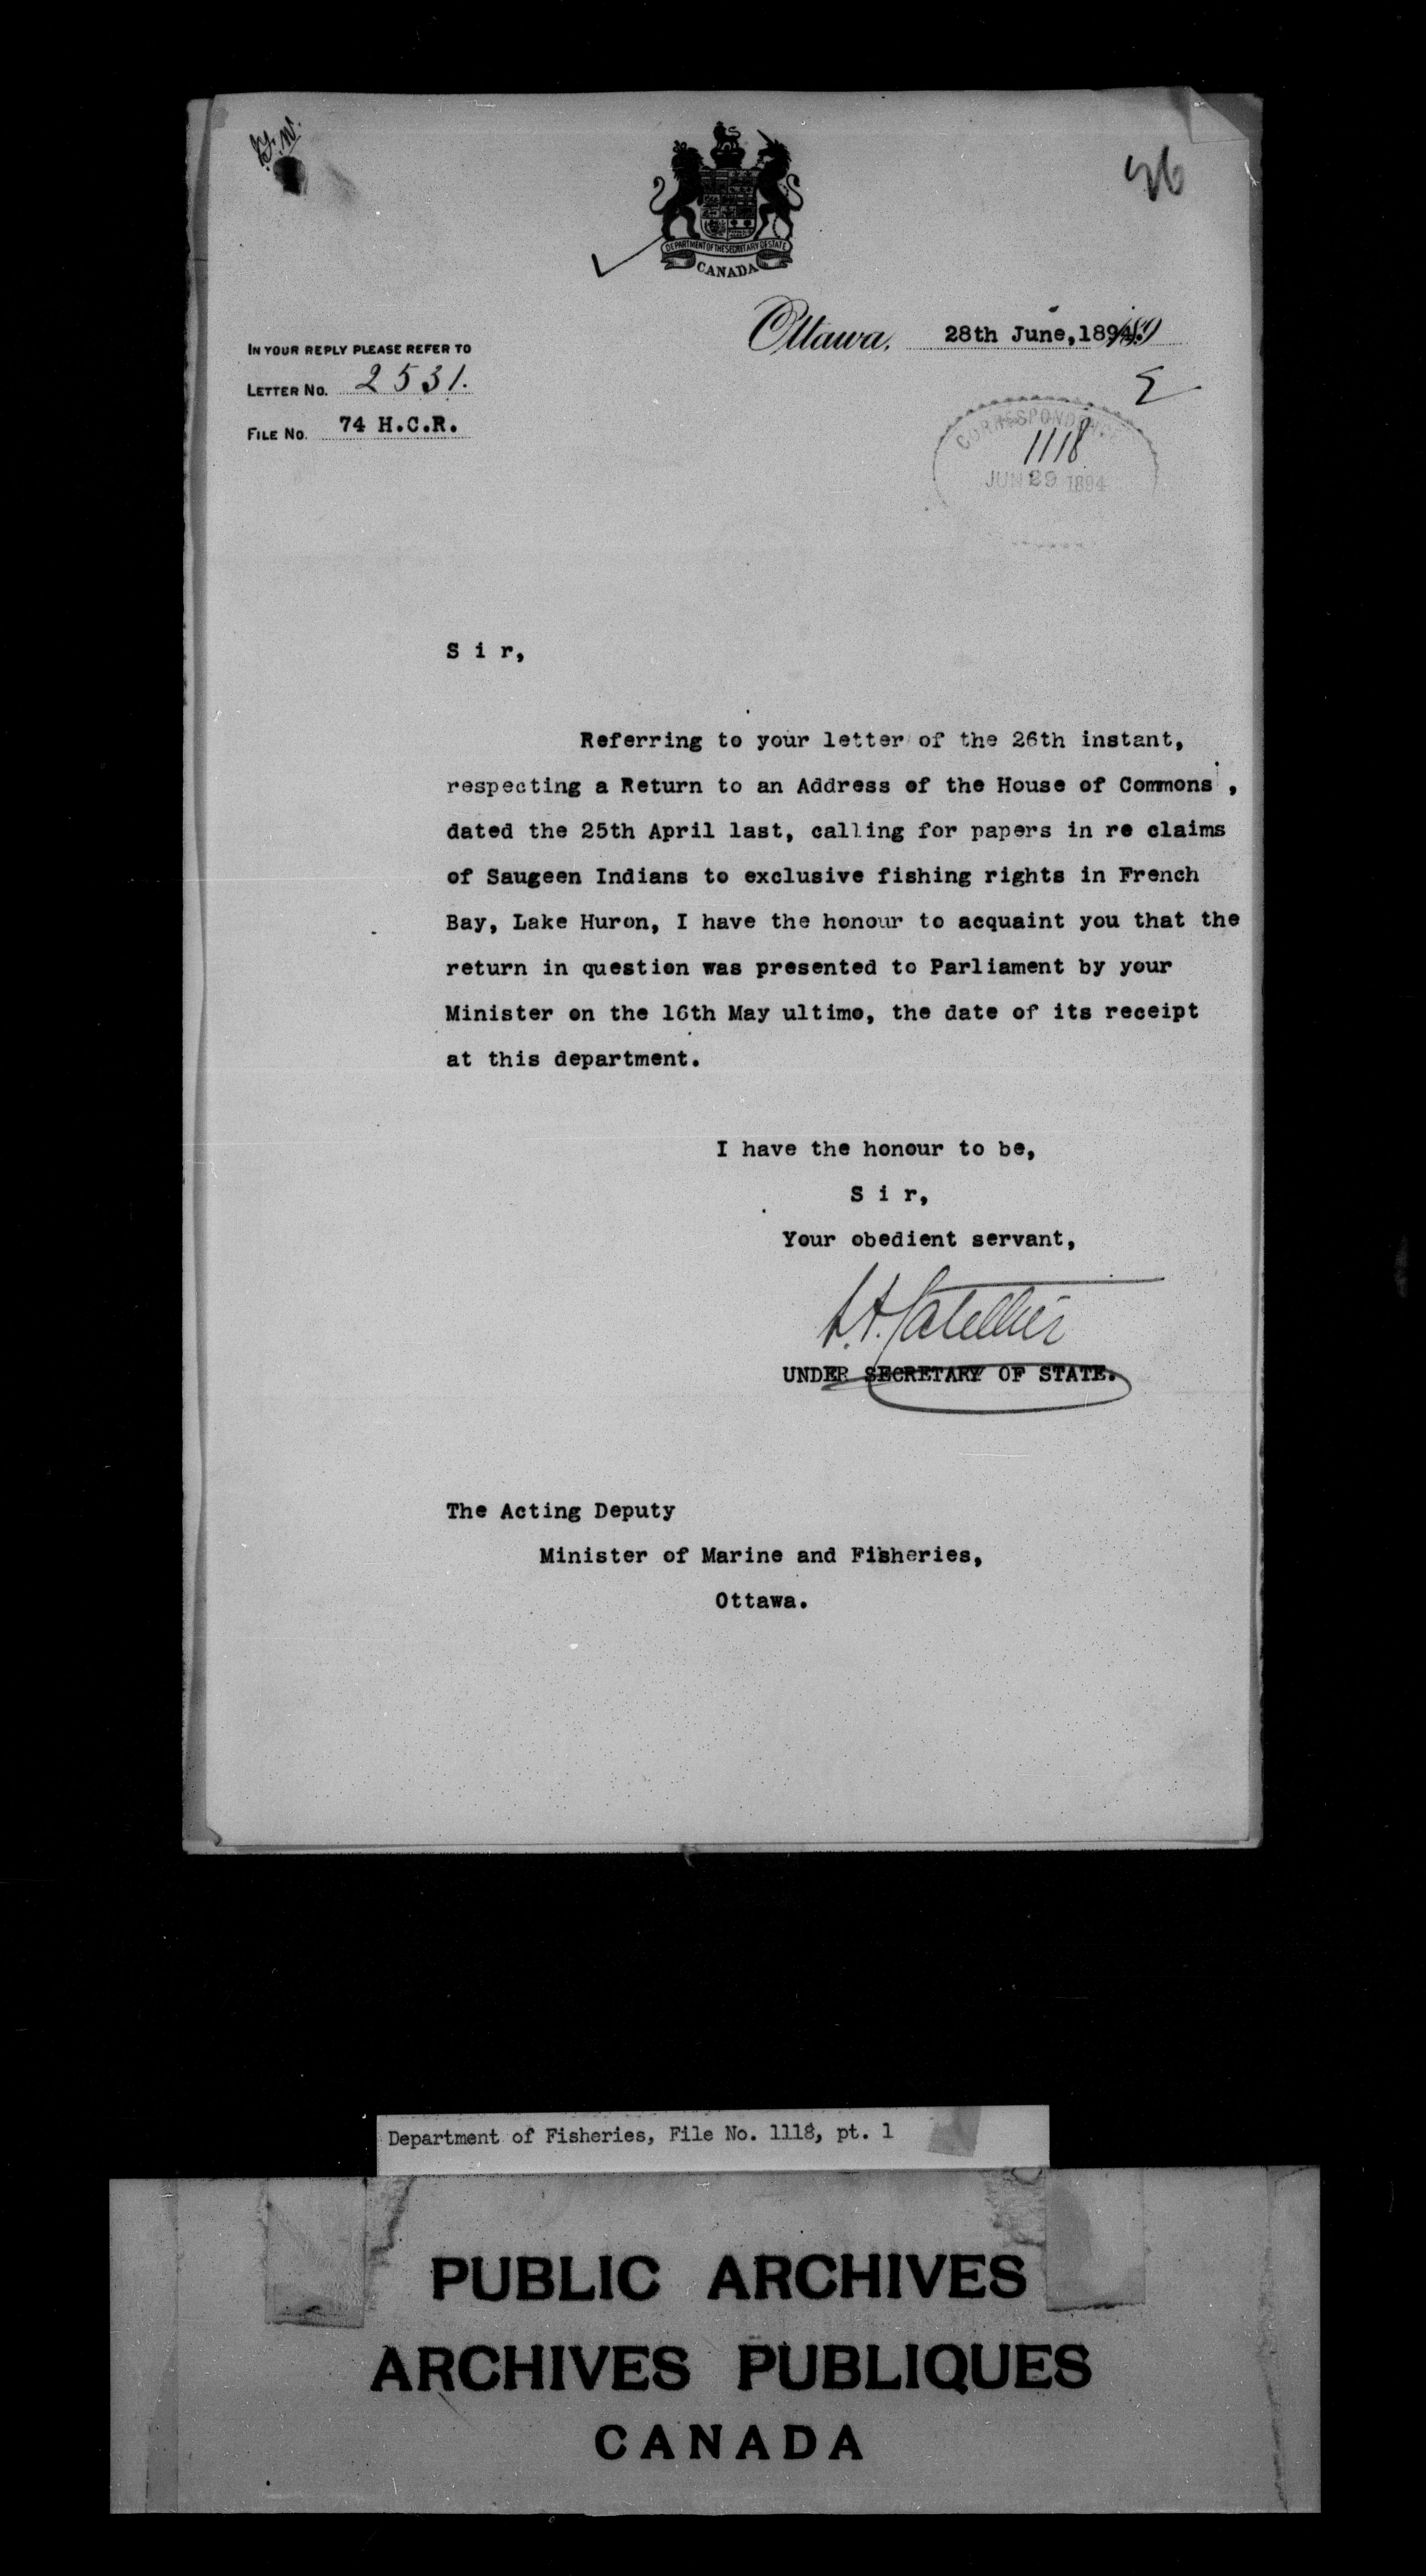 DEPARTMENT OF THE SECRETARY OF STATE
CANADA
Ottawa, 28th June, 1894. 189
IN YOUR REPLY PLEASE REFER TO
LETTER NO. 2531.
FILE NO. 74 H.C.R.
CORRESPONDENCE
1118
JUN 29 1894
S i r,
Referring to your letter of the 26th instant,
respecting a Return to an Address of the House of Commons ,
dated the 25th April last, calling for papers in re claims
of Saugeen Indians to exclusive fishing rights in French
Bay, Lake Huron, I have the honour to acquaint you that the
return in question was presented to Parliament by your
Minister on the 16th May ultimo, the date of its receipt
at this department.
I have the honour to be,
S i r,
Your obedient servant,
UNDER SECRETARY OF STATE.
The Acting Deputy
Minister of Marine and Fisheries,
Ottawa.
Department of Fisheries, File No. 1118, pt. 1
PUBLIC ARCHIVES
ARCHIVES PUBLIQUES
CANADA